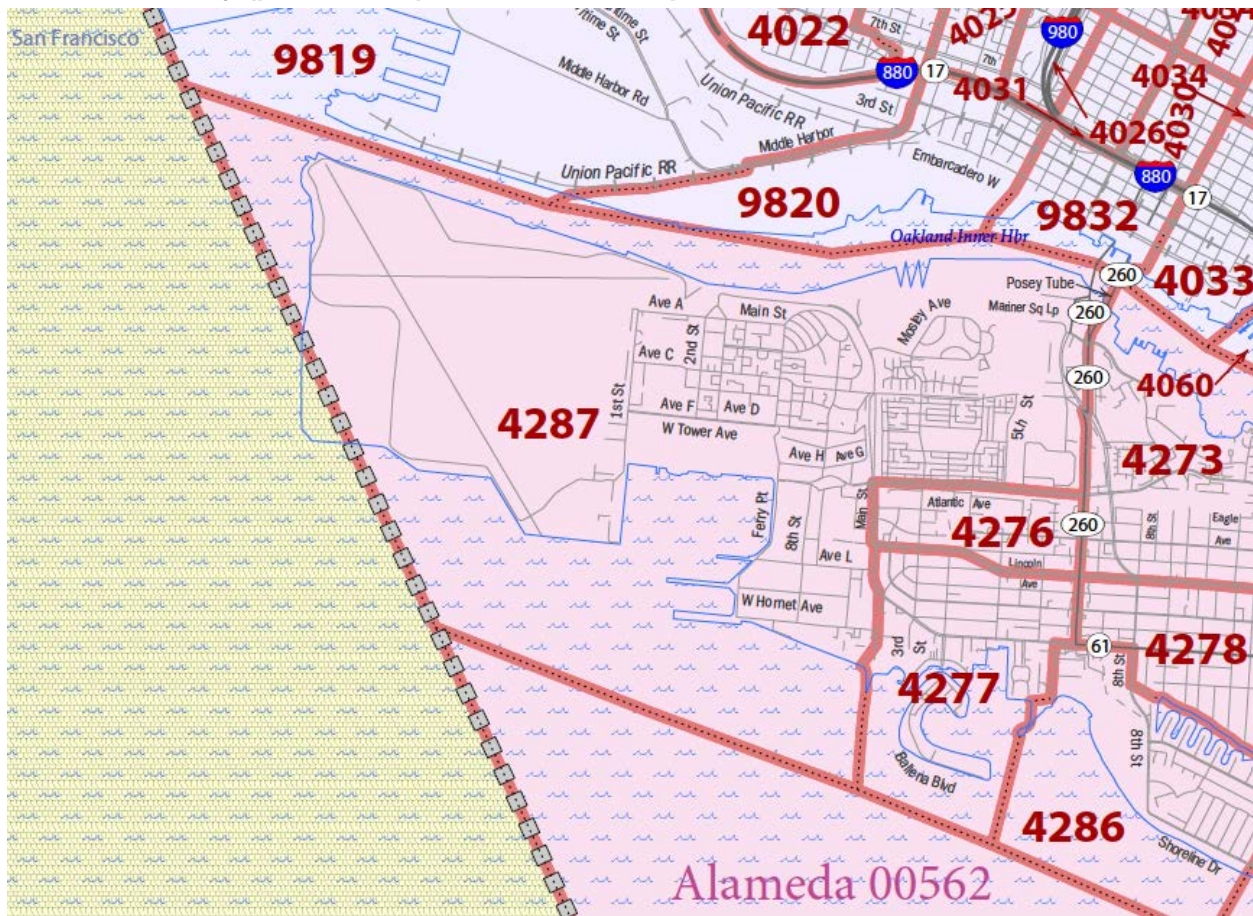 San Francisco
9819
4022
7th St
4025
980
4034
880
17
7th
4031
4030
4026
Middle Harbor Rd
Union Pacific RR
3rd St
Middle Harbor
Embarcadero W
880
17
Union Pacific RR
9820
9832
Oakland Inner Hbr
260
4033
Posey Tube
Mariner Sq Lp
260
Ave A
Main St
Mosley Ave
2nd St
Ave C
260
4060
1st St
4287
Ave F
Ave D
W Tower Ave
5th St
Ave H
Ave G
4273
Main St
Atlantic Ave
4276
260
8th St
Eagle Ave
Ferry Pt
8th St
Ave L
Lincoln Ave
W Hornet Ave
3rd St
61
4278
8th St
4277
8th St
Ballena Blvd
4286
Shoreline Dr
Alameda 00562